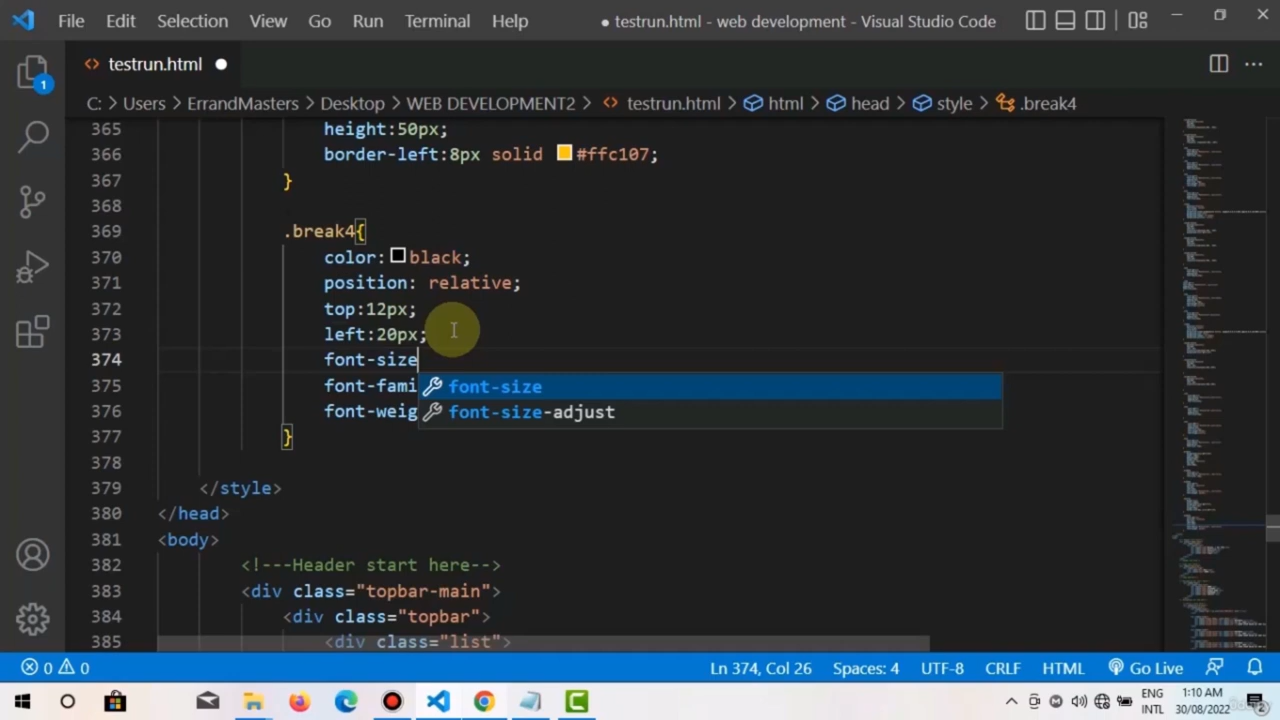 File Edit Selection View Go Run Terminal Help ● testrun.html - web development - Visual Studio Code
testrun.html
C: > Users > ErrandMasters > Desktop > WEB DEVELOPMENT2 > testrun.html > html > head > style > .break4
1
365 height:50px;
366 border-left:8px solid #ffc107;
367 }
368
369 .break4{
370 color: black;
371 position: relative;
372 top:12px;
373 left:20px;
374 font-size
375 font-fami
font-size
376 font-weig
font-size-adjust
377 }
378
379 </style>
380 </head>
381 <body>
382 <!---Header start here-->
383 <div class="topbar-main">
384 <div class="topbar">
385 <div class="list">
0 0 Ln 374, Col 26 Spaces: 4 UTF-8 CRLF HTML Go Live
ENG 1:10 AM
INTL 30/08/2022
2